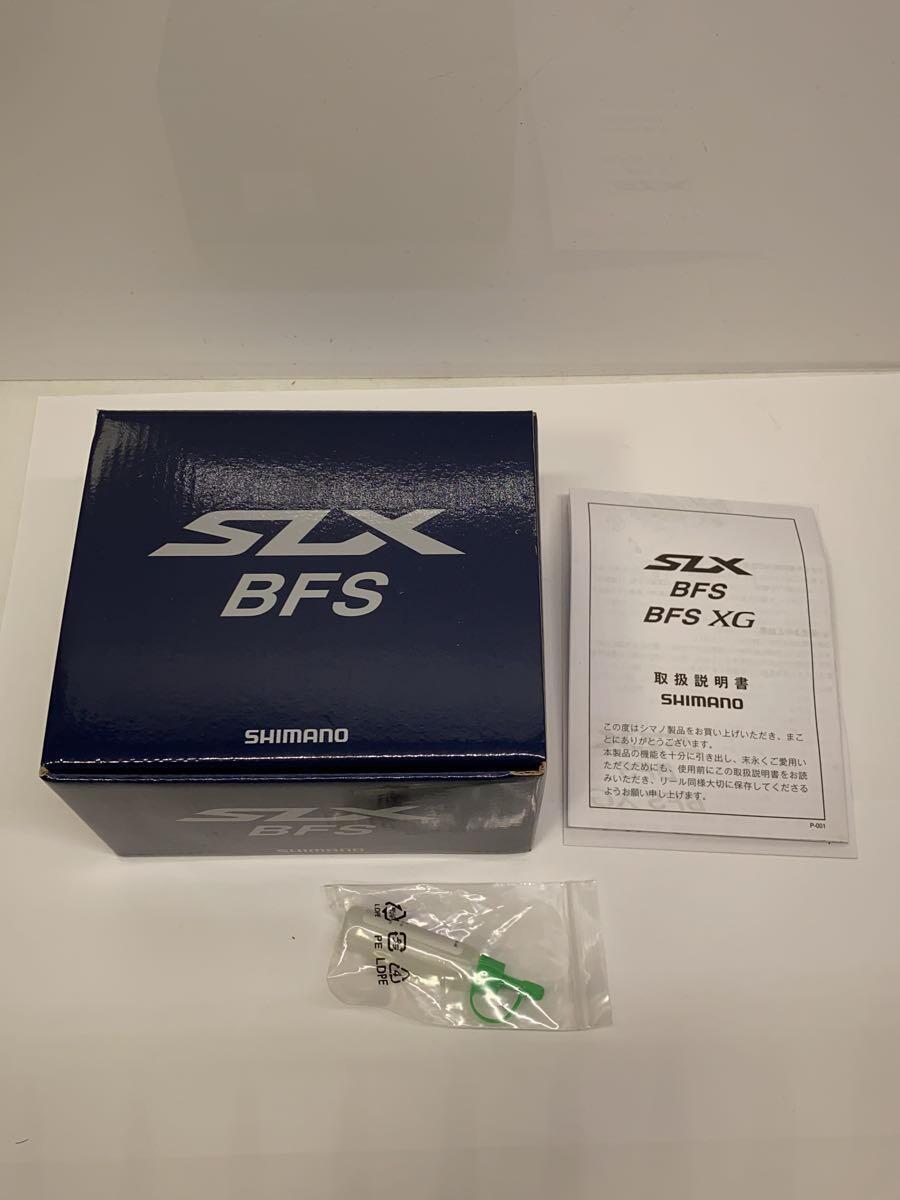 SLX
BFS
SHIMANO
SLX
BFS
SHIMANO
SLX
BFS
BFS XG
取扱説明書
SHIMANO
この度はシマノ製品をお買い上げいただき、まこ
とにありがとうございます。
本製品の機能を十分に引き出し、末永くご愛用い
ただくためにも、使用前にこの取扱説明書をお読
みいただき、リール同様大切に保存してくださる
ようお願い申し上げます。
P-001
BFS XG
LDPE
PE LDPE
4